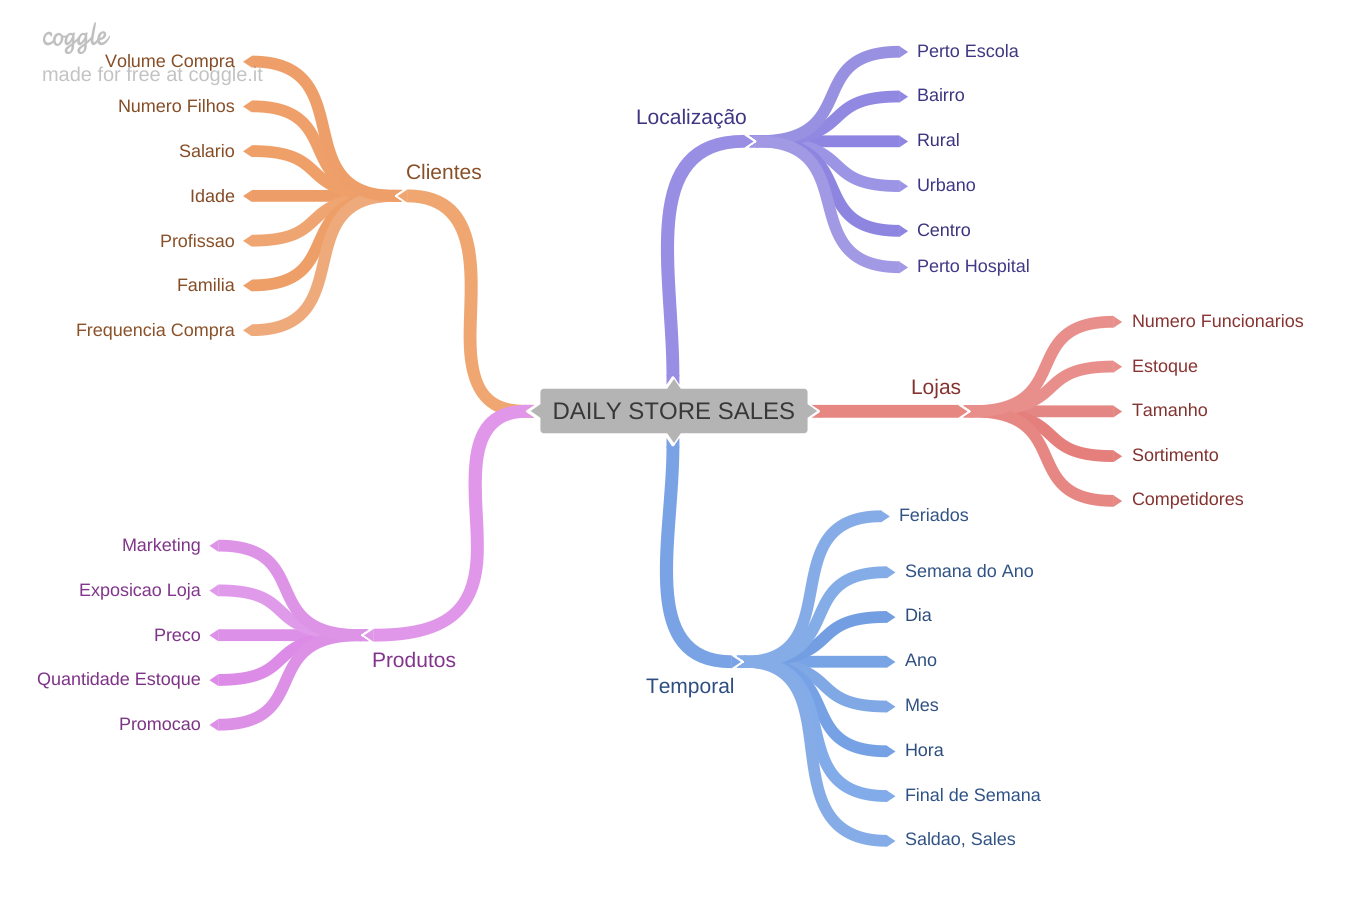 coggle
made for free at coggle.it
Clientes
Volume Compra
Numero Filhos
Salario
Idade
Profissao
Familia
Frequencia Compra
Localização
Perto Escola
Bairro
Rural
Urbano
Centro
Perto Hospital
DAILY STORE SALES
Lojas
Numero Funcionarios
Estoque
Tamanho
Sortimento
Competidores
Produtos
Marketing
Exposicao Loja
Preco
Quantidade Estoque
Promocao
Temporal
Feriados
Semana do Ano
Dia
Ano
Mes
Hora
Final de Semana
Saldao, Sales